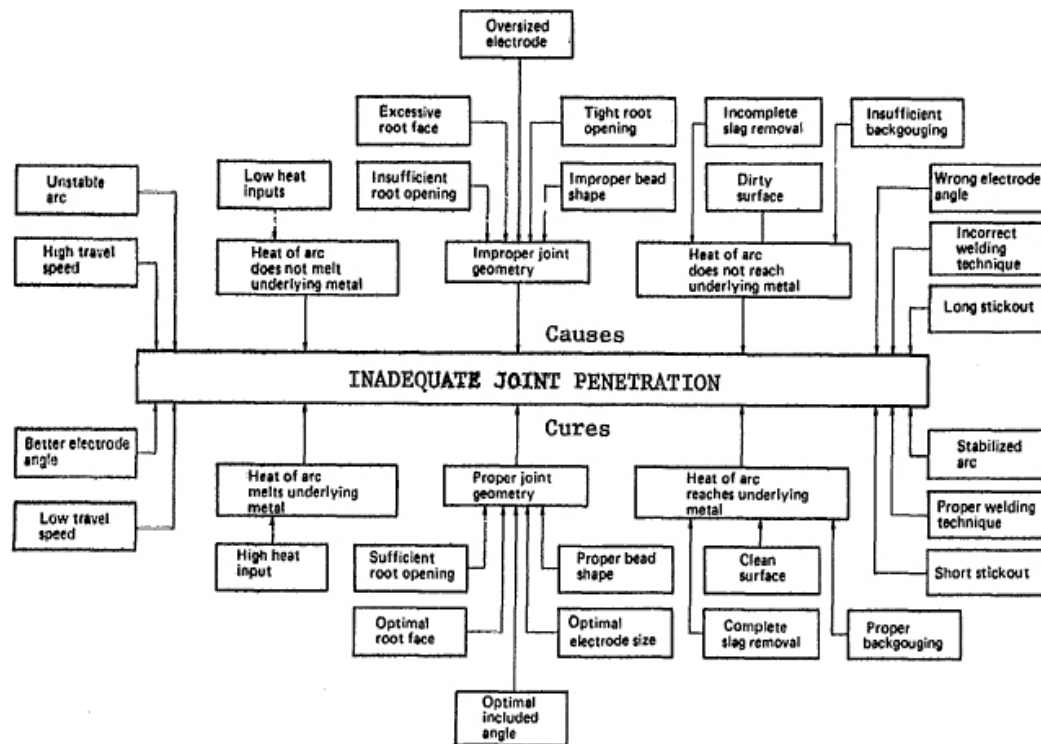 Oversized
electrode
Excessive
root face
Tight root
opening
Incomplete
slag removal
Insufficient
backgouging
Unstable
arc
Low heat
inputs
Insufficient
root opening
Improper bead
shape
Dirty
surface
Wrong electrode
angle
High travel
speed
Heat of arc
does not melt
underlying metal
Improper joint
geometry
Heat of arc
does not reach
underlying metal
Incorrect
welding
technique
Long stickout
Causes
INADEQUATE JOINT PENETRATION
Cures
Better electrode
angle
Heat of arc
melts underlying
metal
Proper joint
geometry
Heat of arc
reaches underlying
metal
Stabilized
arc
Low travel
speed
High heat
input
Sufficient
root opening
Proper bead
shape
Clean
surface
Proper welding
technique
Short stickout
Optimal
root face
Optimal
electrode size
Complete
slag removal
Proper
backgouging
Optimal
included
angle